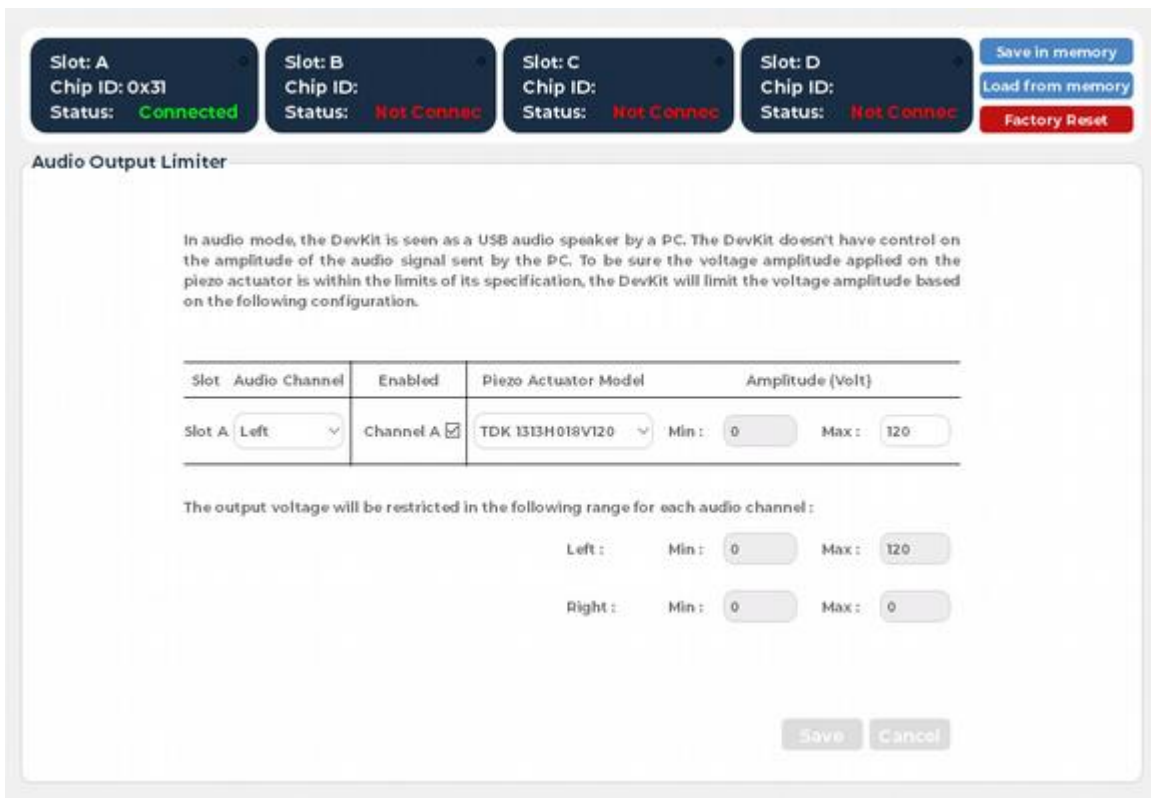 Slot: A
Chip ID: 0x31
Status: Connected
Slot: B
Chip ID:
Status: Not Connec
Slot: C
Chip ID:
Status: Not Connec
Slot: D
Chip ID:
Status: Not Connec
Save in memory
Load from memory
Factory Reset
Audio Output Limiter
In audio mode, the DevKit is seen as a USB audio speaker by a PC. The DevKit doesn't have control on
the amplitude of the audio signal sent by the PC. To be sure the voltage amplitude applied on the
piezo actuator is within the limits of its specification, the DevKit will limit the voltage amplitude based
on the following configuration.
Slot Audio Channel Enabled Piezo Actuator Model Amplitude (Volt)
Slot A Left Channel A TDK 1313H018V120 Min : 0 Max : 120
The output voltage will be restricted in the following range for each audio channel :
Left : Min : 0 Max : 120
Right : Min : 0 Max : 0
Save Cancel